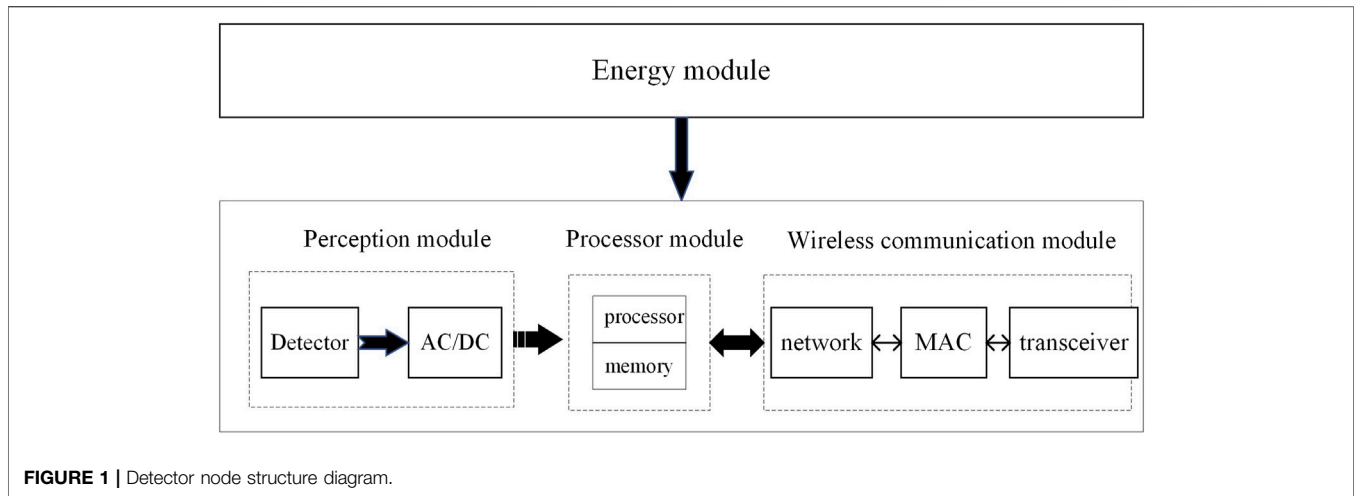 Energy module
Perception module Processor module Wireless communication module
Detector AC/DC processor memory network MAC transceiver
FIGURE 1 | Detector node structure diagram.